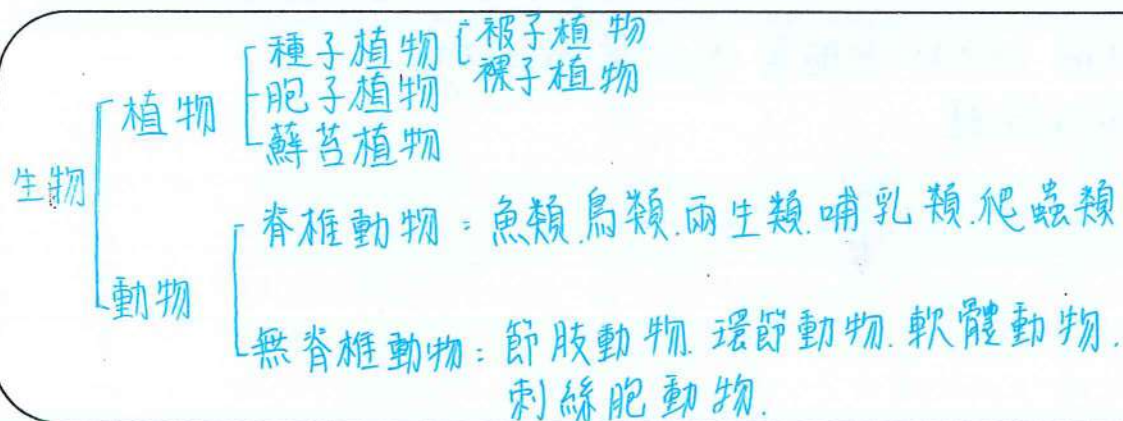 種子植物 被子植物
裸子植物
植物 胞子植物
蘚苔植物
生物
脊椎動物:魚類.鳥類.兩生類.哺乳類.爬蟲類
動物
無脊椎動物:節肢動物.環節動物.軟體動物.
刺絲胞動物.